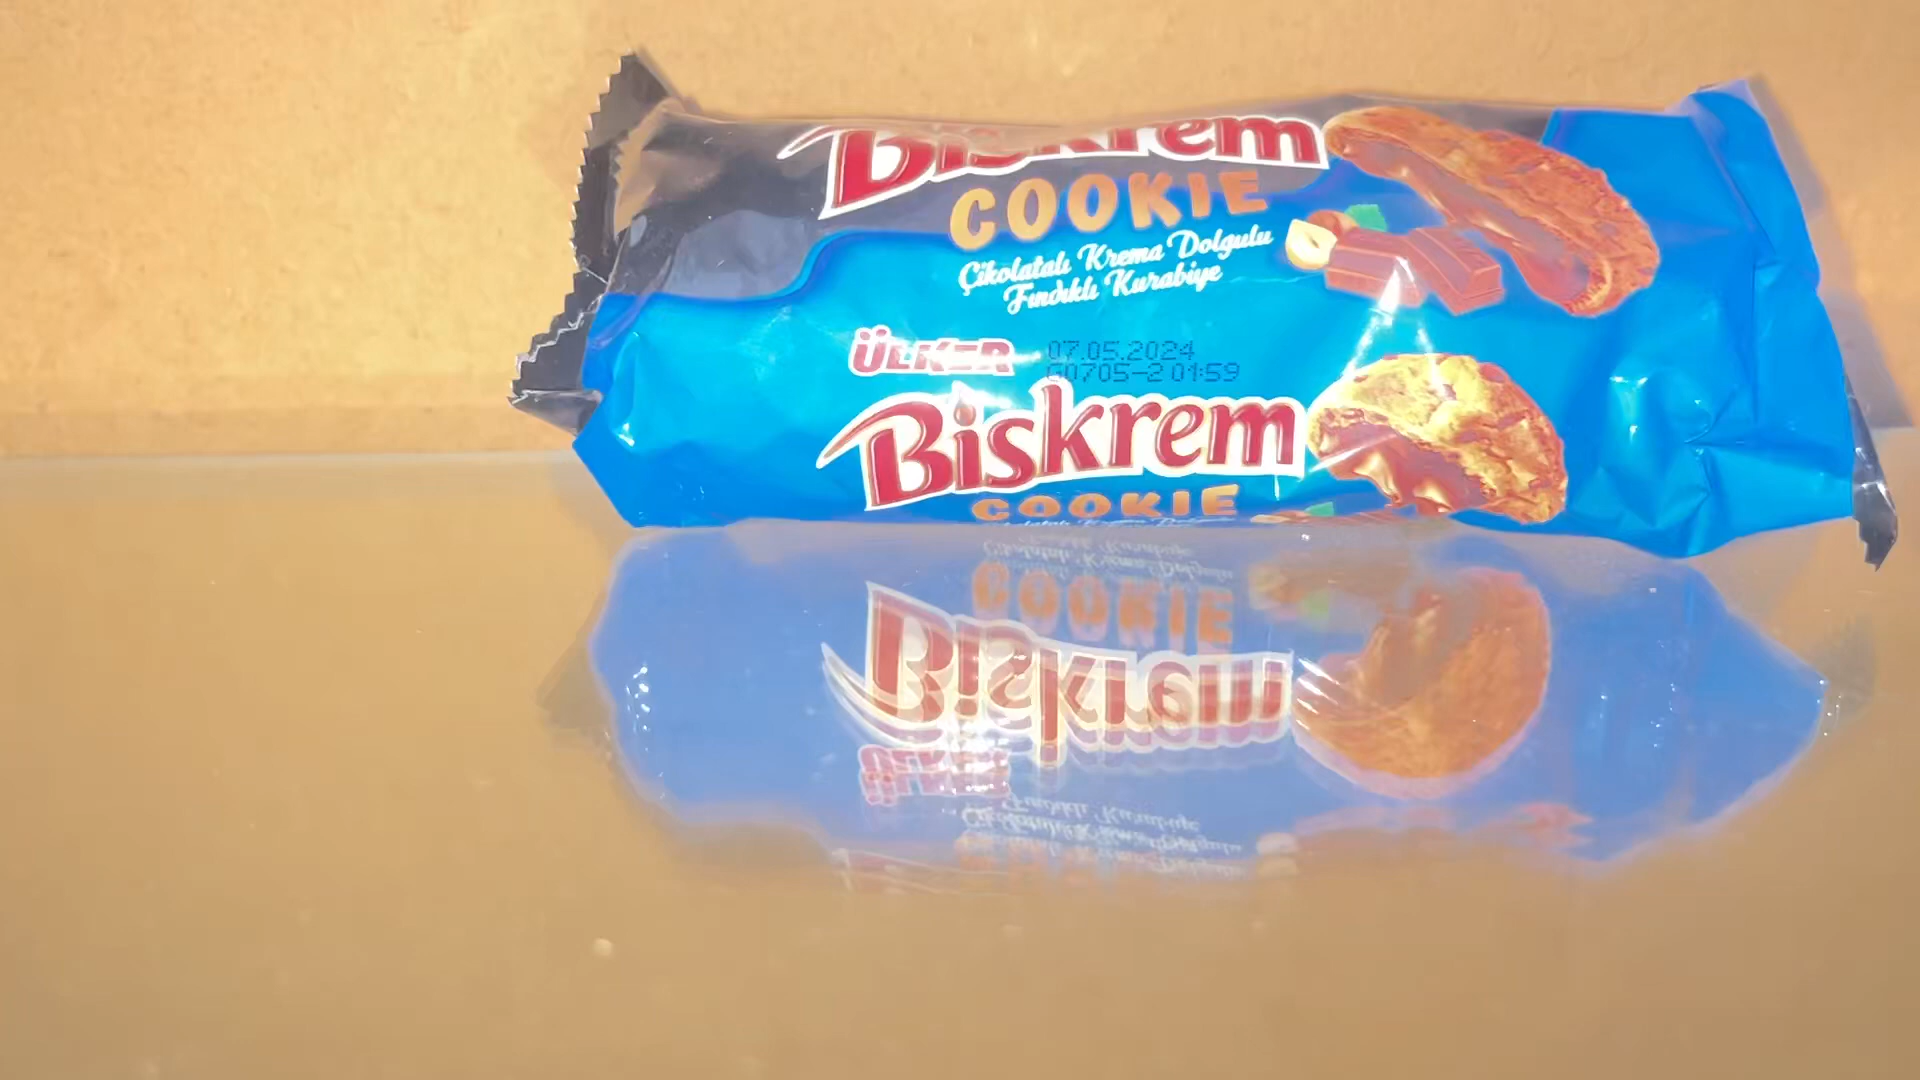 Biskrem
COOKIE
Çikolatalı Krema Dolgulu
Fındıklı Kurabiye
ÜLKER
07.05.2024
G0705-2 01:59
Biskrem
COOKIE